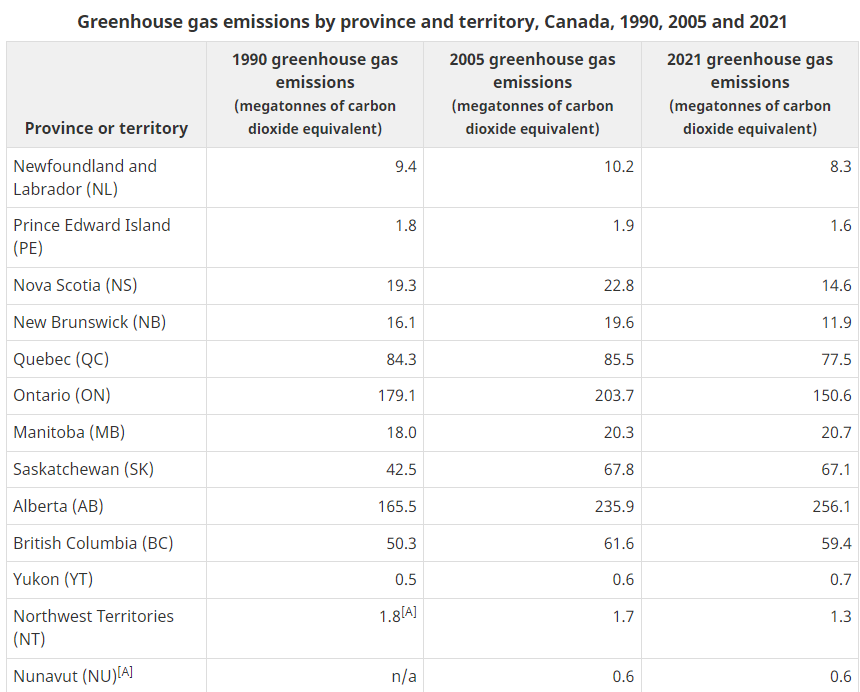 Greenhouse gas emissions by province and territory, Canada, 1990, 2005 and 2021
Province or territory
1990 greenhouse gas
emissions
(megatonnes of carbon
dioxide equivalent)
2005 greenhouse gas
emissions
(megatonnes of carbon
dioxide equivalent)
2021 greenhouse gas
emissions
(megatonnes of carbon
dioxide equivalent)
Newfoundland and
Labrador (NL) 9.4 10.2 8.3
Prince Edward Island
(PE) 1.8 1.9 1.6
Nova Scotia (NS) 19.3 22.8 14.6
New Brunswick (NB) 16.1 19.6 11.9
Quebec (QC) 84.3 85.5 77.5
Ontario (ON) 179.1 203.7 150.6
Manitoba (MB) 18.0 20.3 20.7
Saskatchewan (SK) 42.5 67.8 67.1
Alberta (AB) 165.5 235.9 256.1
British Columbia (BC) 50.3 61.6 59.4
Yukon (YT) 0.5 0.6 0.7
Northwest Territories
(NT) 1.8[A] 1.7 1.3
Nunavut (NU)[A] n/a 0.6 0.6